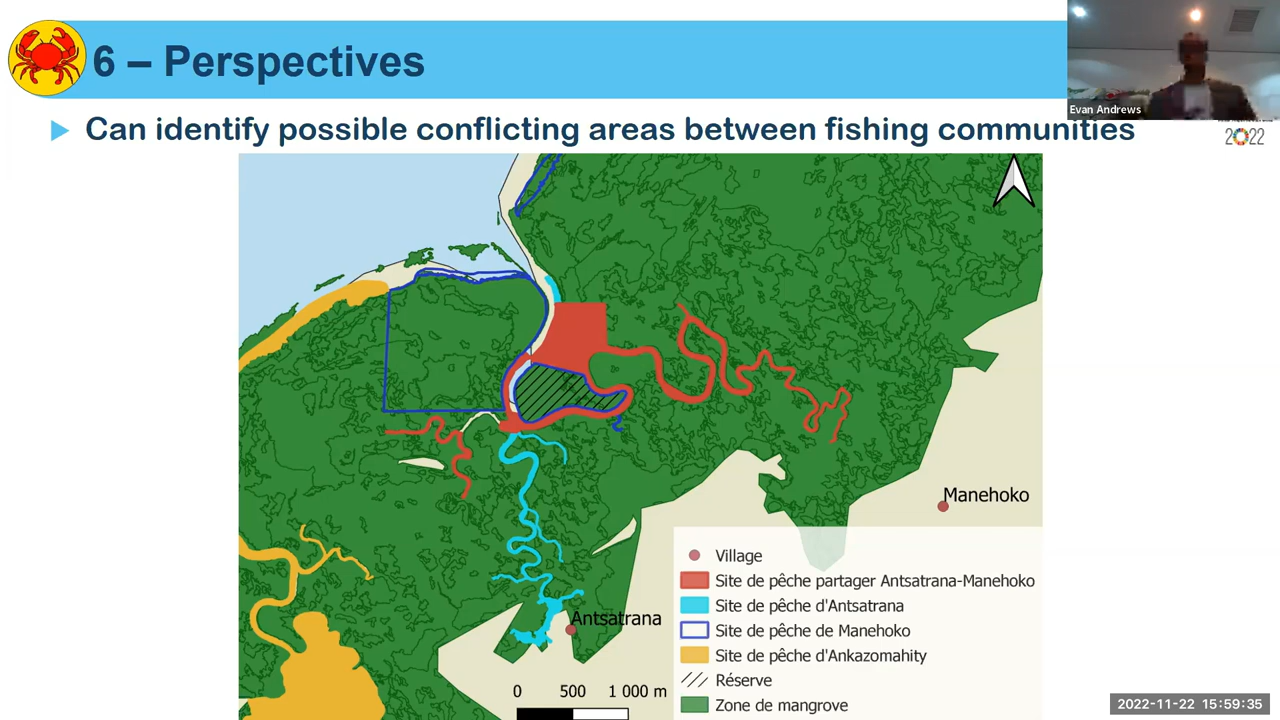 6 – Perspectives
Evan Andrews
Can identify possible conflicting areas between fishing communities
2022
Manehoko
Antsatrana
Village
Site de pêche partager Antsatrana-Manehoko
Site de pêche d'Antsatrana
Site de pêche de Manehoko
Site de pêche d'Ankazomahity
Réserve
Zone de mangrove
0 500 1 000 m
2022-11-22 15:59:35